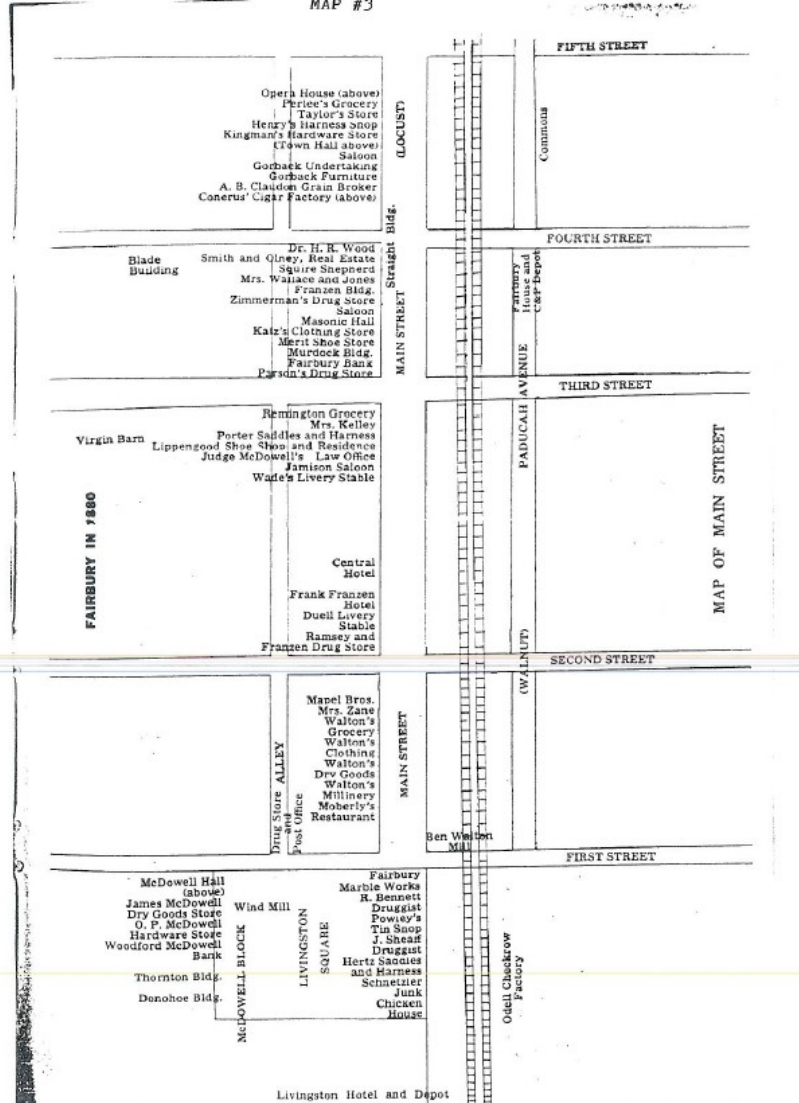 MAP #3
FIFTH STREET
Opera House (above)
Perlee's Grocery
Taylor's Store
Henry's Harness Shop
Kingman's Hardware Store
(Town Hall above)
Saloon
Gorback Undertaking
Gorback Furniture
A. B. Claudon Grain Broker
Conerus' Cigar Factory (above)
(LOCUST)
Commons
FOURTH STREET
Straight Bldg.
Blade
Building
Dr. H. R. Wood
Smith and Olney, Real Estate
Squire Shepherd
Mrs. Wallace and Jones
Franzen Bldg.
Zimmerman's Drug Store
Saloon
Masonic Hall
Katz's Clothing Store
Merit Shoe Store
Murdock Bldg.
Fairbury Bank
Parson's Drug Store
MAIN STREET
Fairbury
House and
C&P Depot
THIRD STREET
PADUCAH AVENUE
Virgin Barn
Remington Grocery
Mrs. Kelley
Porter Saddles and Harness
Lippengood Shoe Shop and Residence
Judge McDowell's Law Office
Jamison Saloon
Wade's Livery Stable
FAIRBURY IN 1880
Central
Hotel
Frank Franzen
Hotel
Duell Livery
Stable
Ramsey and
Franzen Drug Store
MAP OF MAIN STREET
SECOND STREET
(WALNUT)
Mapel Bros.
Mrs. Zane
Walton's
Grocery
Walton's
Clothing
Walton's
Dry Goods
Walton's
Millinery
Moberly's
Restaurant
ALLEY
Drug Store
and
Post Office
MAIN STREET
Ben Walton
Mill
FIRST STREET
McDowell Hall
(above)
James McDowell
Dry Goods Store
O. P. McDowell
Hardware Store
Woodford McDowell
Bank
Thornton Bldg.
Donohoe Bldg.
Wind Mill
McDOWELL BLOCK
LIVINGSTON
SQUARE
Fairbury
Marble Works
R. Bennett
Druggist
Powley's
Tin Shop
J. Sheaff
Druggist
Hertz Saddles
and Harness
Schnetzler
Junk
Chicken
House
Odell Checkrow
Factory
Livingston Hotel and Depot